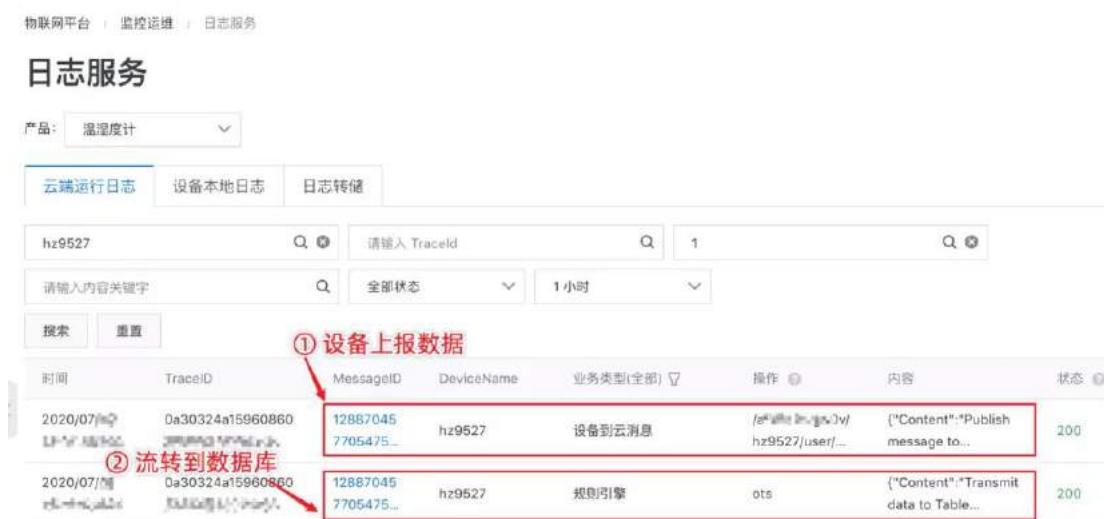 物联网平台 / 监控运维 / 日志服务
日志服务
产品： 温湿度计
云端运行日志 设备本地日志 日志转储
hz9527 请输入 TraceId 1
请输入内容关键字 全部状态 1 小时
搜索 重置
① 设备上报数据
时间 TraceID MessageID DeviceName 业务类型(全部) 操作 内容 状态
2020/07/ 0a30324a15960860 12887045 hz9527 设备到云消息 {"Content":"Publish 200
7705475... hz9527/user/... message to...
② 流转到数据库
2020/07/ 0a30324a15960860 12887045 hz9527 规则引擎 ots {"Content":"Transmit 200
7705475... data to Table...